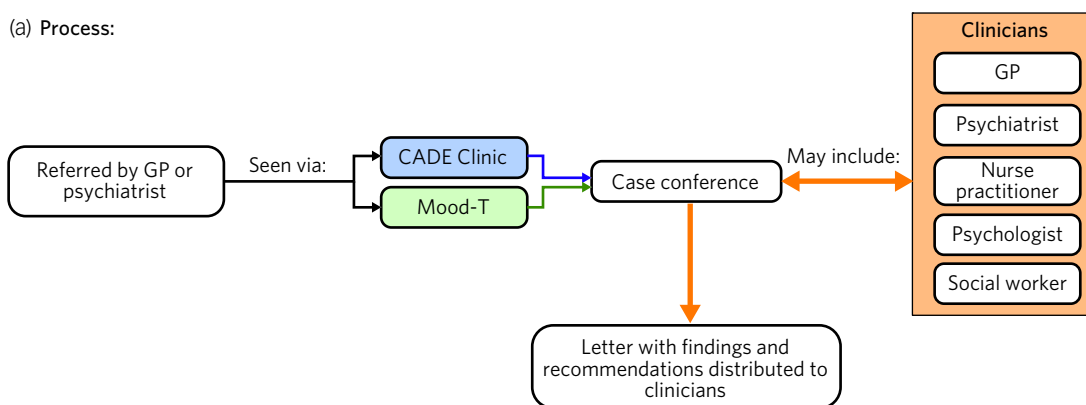 (a) Process:
Referred by GP or
psychiatrist
Seen via:
CADE Clinic
Mood-T
Case conference
May include:
Clinicians
GP
Psychiatrist
Nurse
practitioner
Psychologist
Social worker
Letter with findings and
recommendations distributed to
clinicians